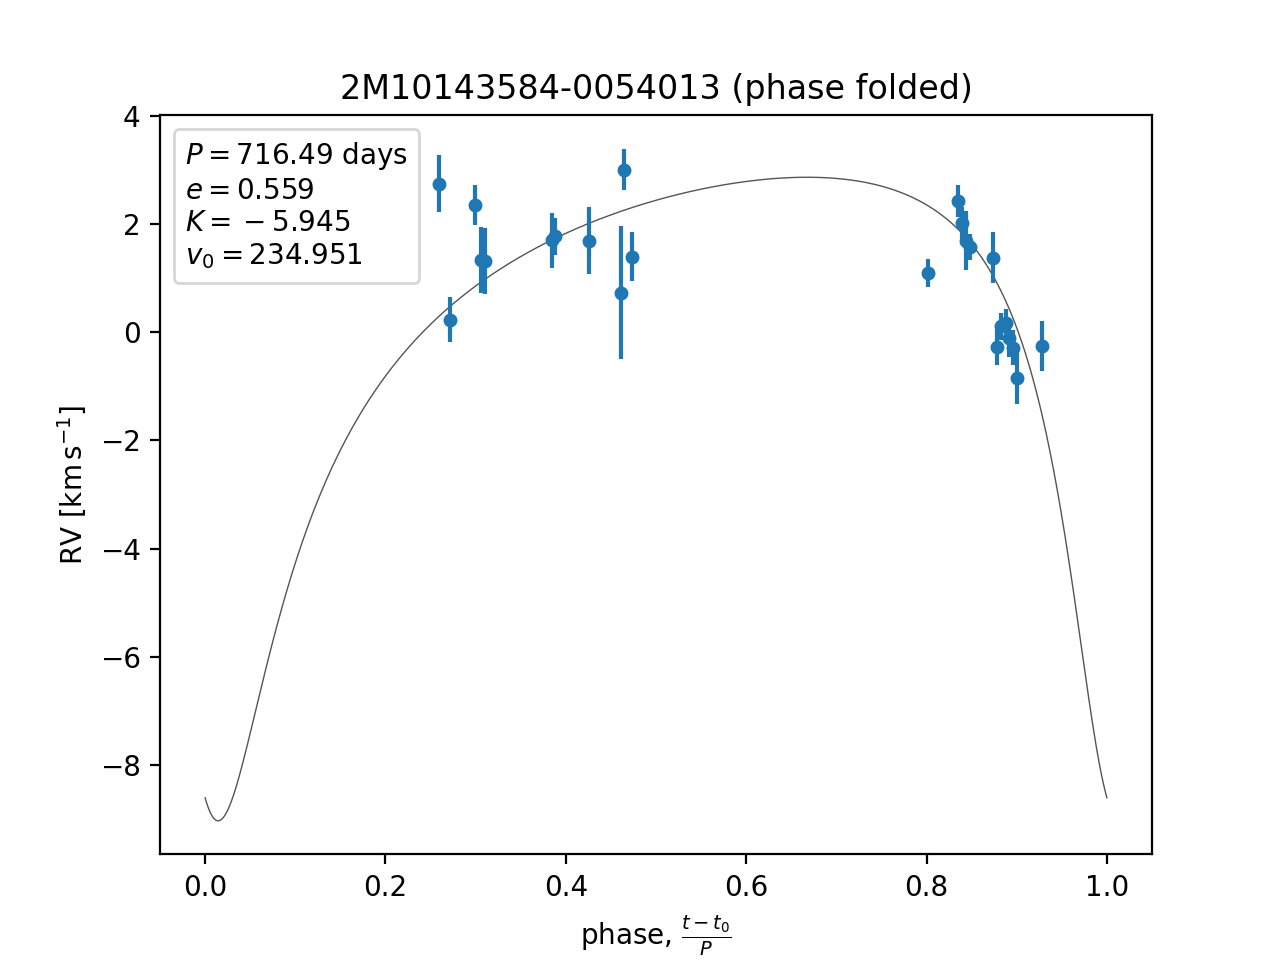 2M10143584-0054013 (phase folded)
P = 716.49 days
e = 0.559
K = −5.945
v₀ = 234.951
RV [km s⁻¹]
4
2
0
−2
−4
−6
−8
0.0 0.2 0.4 0.6 0.8 1.0
phase, (t − t₀)/P